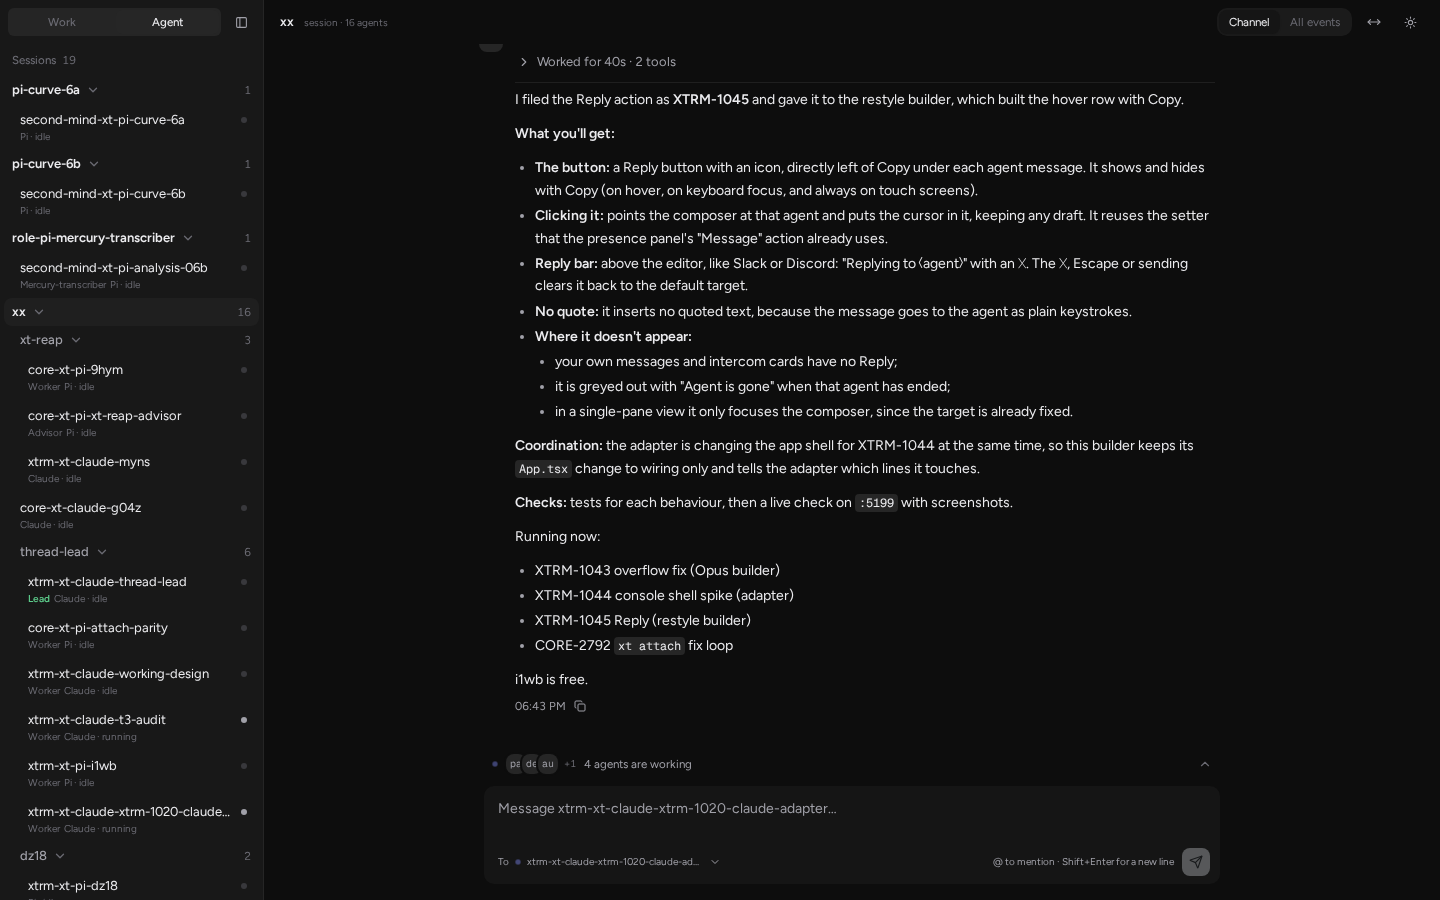 Work
Agent
Sessions 19
pi-curve-6a 1
second-mind-xt-pi-curve-6a
Pi · idle
pi-curve-6b 1
second-mind-xt-pi-curve-6b
Pi · idle
role-pi-mercury-transcriber 1
second-mind-xt-pi-analysis-06b
Mercury-transcriber Pi · idle
xx 16
xt-reap 3
core-xt-pi-9hym
Worker Pi · idle
core-xt-pi-xt-reap-advisor
Advisor Pi · idle
xtrm-xt-claude-myns
Claude · idle
core-xt-claude-g04z
Claude · idle
thread-lead 6
xtrm-xt-claude-thread-lead
Lead Claude · idle
core-xt-pi-attach-parity
Worker Pi · idle
xtrm-xt-claude-working-design
Worker Claude · idle
xtrm-xt-claude-t3-audit
Worker Claude · running
xtrm-xt-pi-i1wb
Worker Pi · idle
xtrm-xt-claude-xtrm-1020-claude...
Worker Claude · running
dz18 2
xtrm-xt-pi-dz18
xx session · 16 agents
Channel
All events
Worked for 40s · 2 tools
I filed the Reply action as XTRM-1045 and gave it to the restyle builder, which built the hover row with Copy.
What you'll get:
• The button: a Reply button with an icon, directly left of Copy under each agent message. It shows and hides
with Copy (on hover, on keyboard focus, and always on touch screens).
• Clicking it: points the composer at that agent and puts the cursor in it, keeping any draft. It reuses the setter
that the presence panel's "Message" action already uses.
• Reply bar: above the editor, like Slack or Discord: "Replying to ⟨agent⟩" with an X. The X, Escape or sending
clears it back to the default target.
• No quote: it inserts no quoted text, because the message goes to the agent as plain keystrokes.
• Where it doesn't appear:
• your own messages and intercom cards have no Reply;
• it is greyed out with "Agent is gone" when that agent has ended;
• in a single-pane view it only focuses the composer, since the target is already fixed.
Coordination: the adapter is changing the app shell for XTRM-1044 at the same time, so this builder keeps its
App.tsx change to wiring only and tells the adapter which lines it touches.
Checks: tests for each behaviour, then a live check on :5199 with screenshots.
Running now:
• XTRM-1043 overflow fix (Opus builder)
• XTRM-1044 console shell spike (adapter)
• XTRM-1045 Reply (restyle builder)
• CORE-2792 xt attach fix loop
i1wb is free.
06:43 PM
pa de au +1 4 agents are working
Message xtrm-xt-claude-xtrm-1020-claude-adapter...
To xtrm-xt-claude-xtrm-1020-claude-ad...
@ to mention · Shift+Enter for a new line